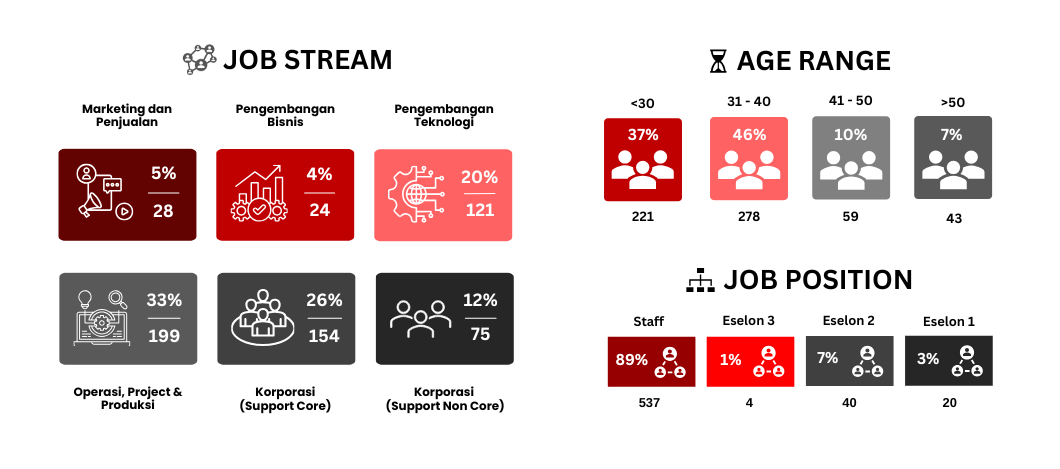 JOB STREAM
Marketing dan
Penjualan
Pengembangan
Bisnis
Pengembangan
Teknologi
5%
28
4%
24
20%
121
33%
199
26%
154
12%
75
Operasi, Project &
Produksi
Korporasi
(Support Core)
Korporasi
(Support Non Core)
AGE RANGE
<30
31 - 40
41 - 50
>50
37%
46%
10%
7%
221
278
59
43
JOB POSITION
Staff
Eselon 3
Eselon 2
Eselon 1
89%
1%
7%
3%
537
4
40
20